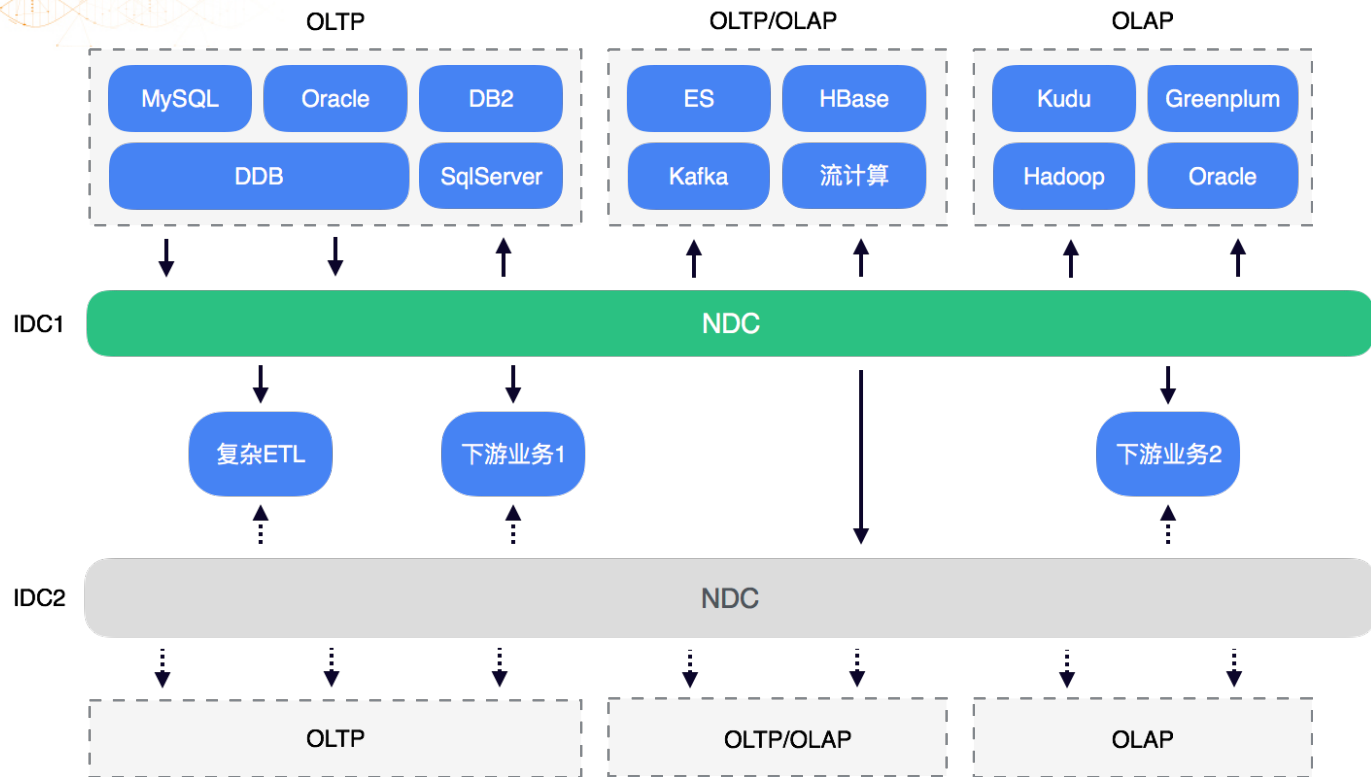 OLTP
OLTP/OLAP
OLAP
MySQL
Oracle
DB2
ES
HBase
Kudu
Greenplum
DDB
SqlServer
Kafka
流计算
Hadoop
Oracle
IDC1
NDC
复杂ETL
下游业务1
下游业务2
IDC2
NDC
OLTP
OLTP/OLAP
OLAP